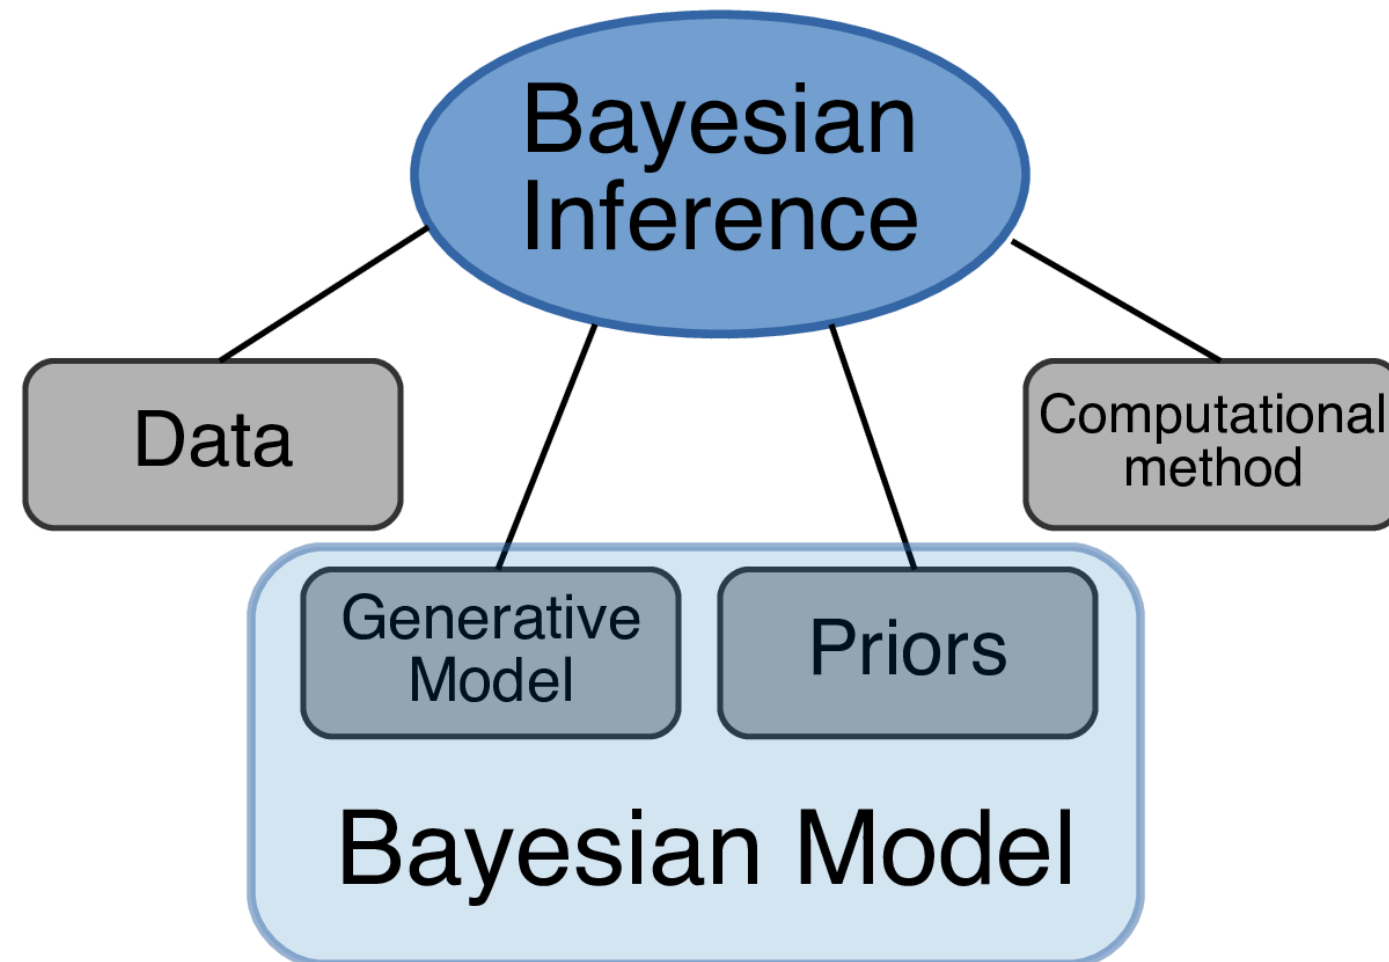 Bayesian
Inference
Data
Computational
method
Generative
Model
Priors
Bayesian Model